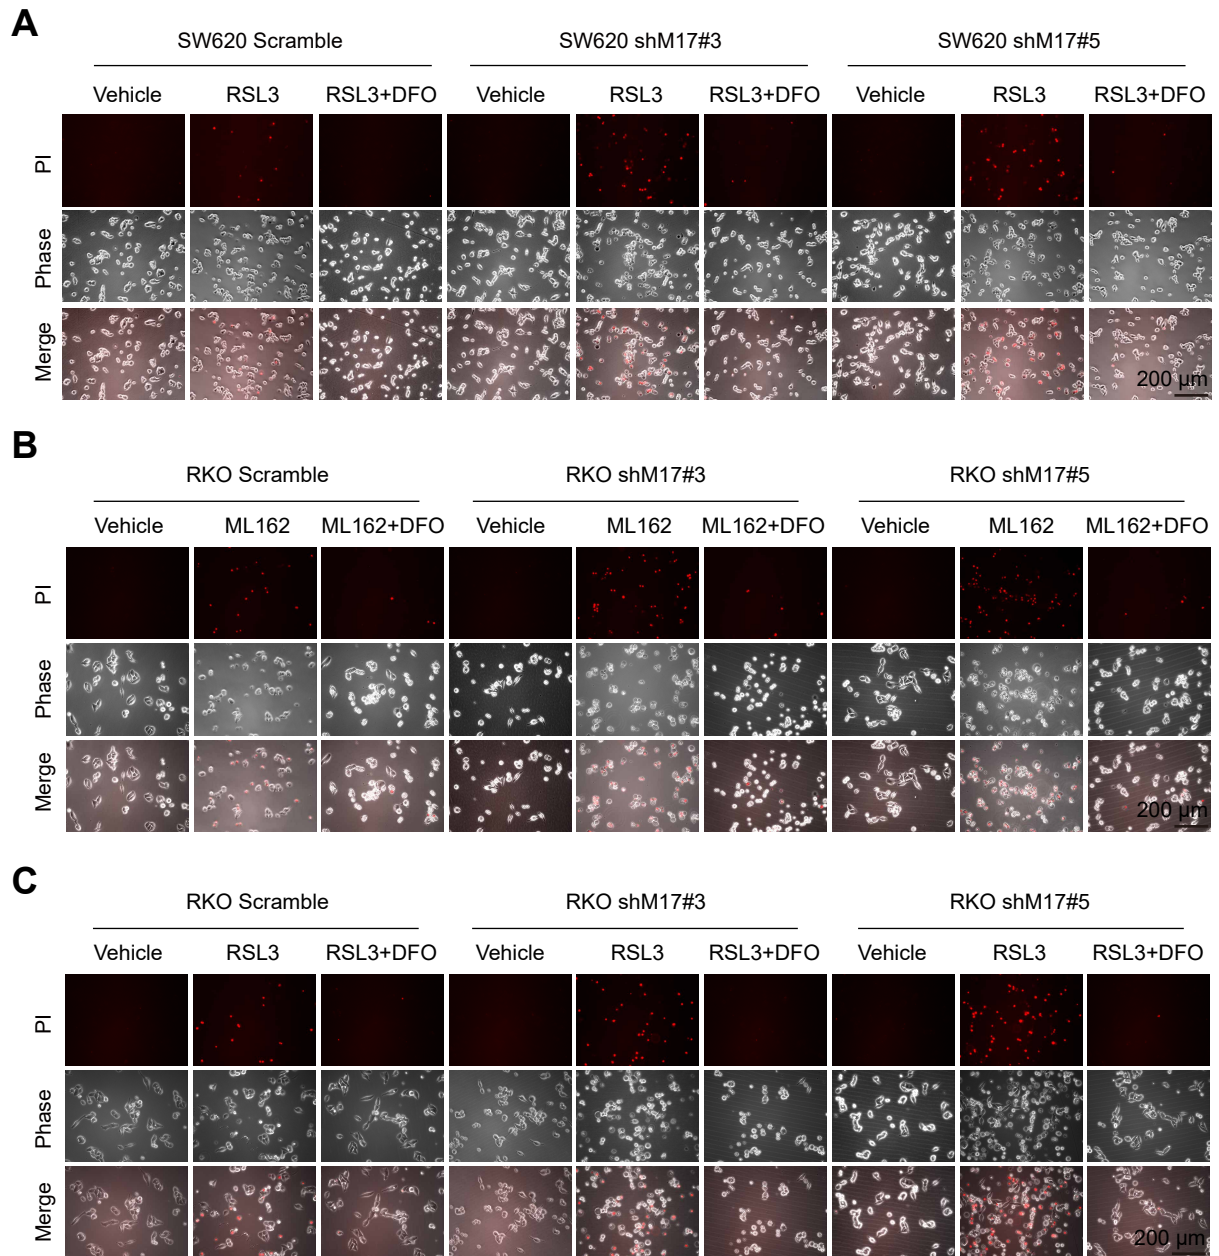 A
SW620 Scramble SW620 shM17#3 SW620 shM17#5
Vehicle RSL3 RSL3+DFO Vehicle RSL3 RSL3+DFO Vehicle RSL3 RSL3+DFO
PI
Phase
Merge
200 µm
B
RKO Scramble RKO shM17#3 RKO shM17#5
Vehicle ML162 ML162+DFO Vehicle ML162 ML162+DFO Vehicle ML162 ML162+DFO
PI
Phase
Merge
200 µm
C
RKO Scramble RKO shM17#3 RKO shM17#5
Vehicle RSL3 RSL3+DFO Vehicle RSL3 RSL3+DFO Vehicle RSL3 RSL3+DFO
PI
Phase
Merge
200 µm